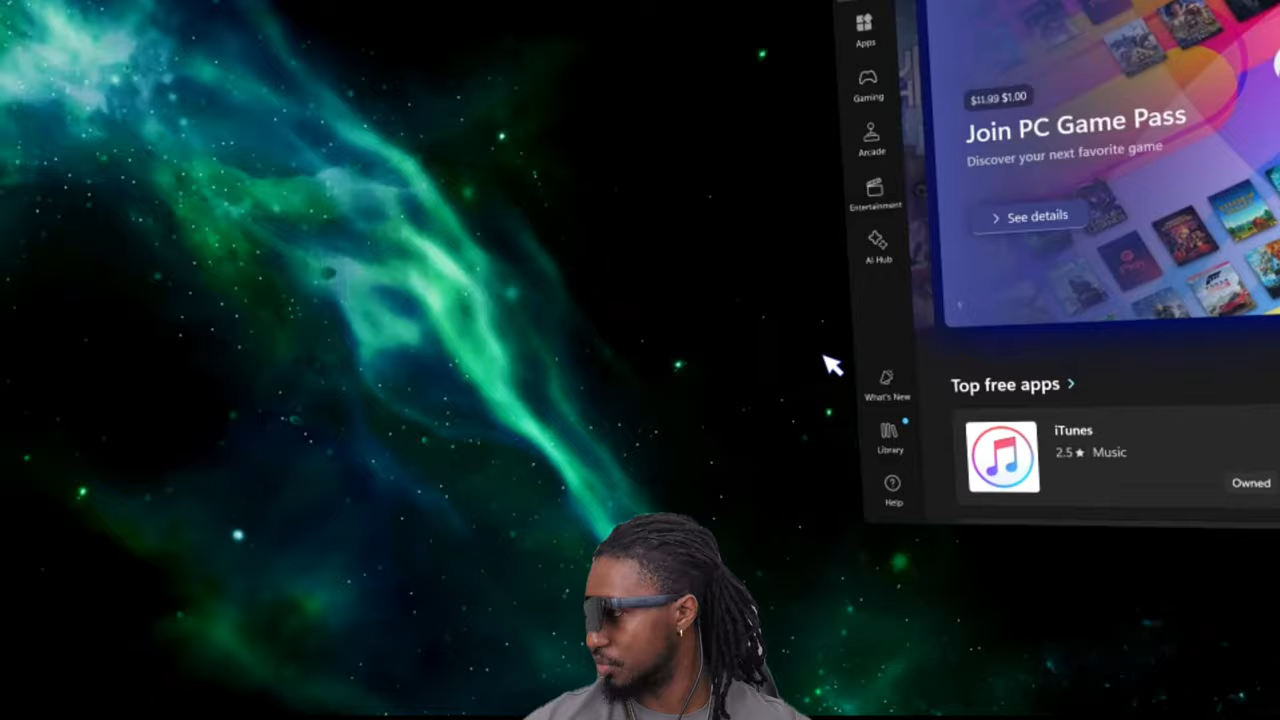 Apps
Gaming
Arcade
Entertainment
AI Hub
What's New
Library
Help
$11.99 $1.00
Join PC Game Pass
Discover your next favorite game
See details
Top free apps
iTunes
2.5★ Music
Owned